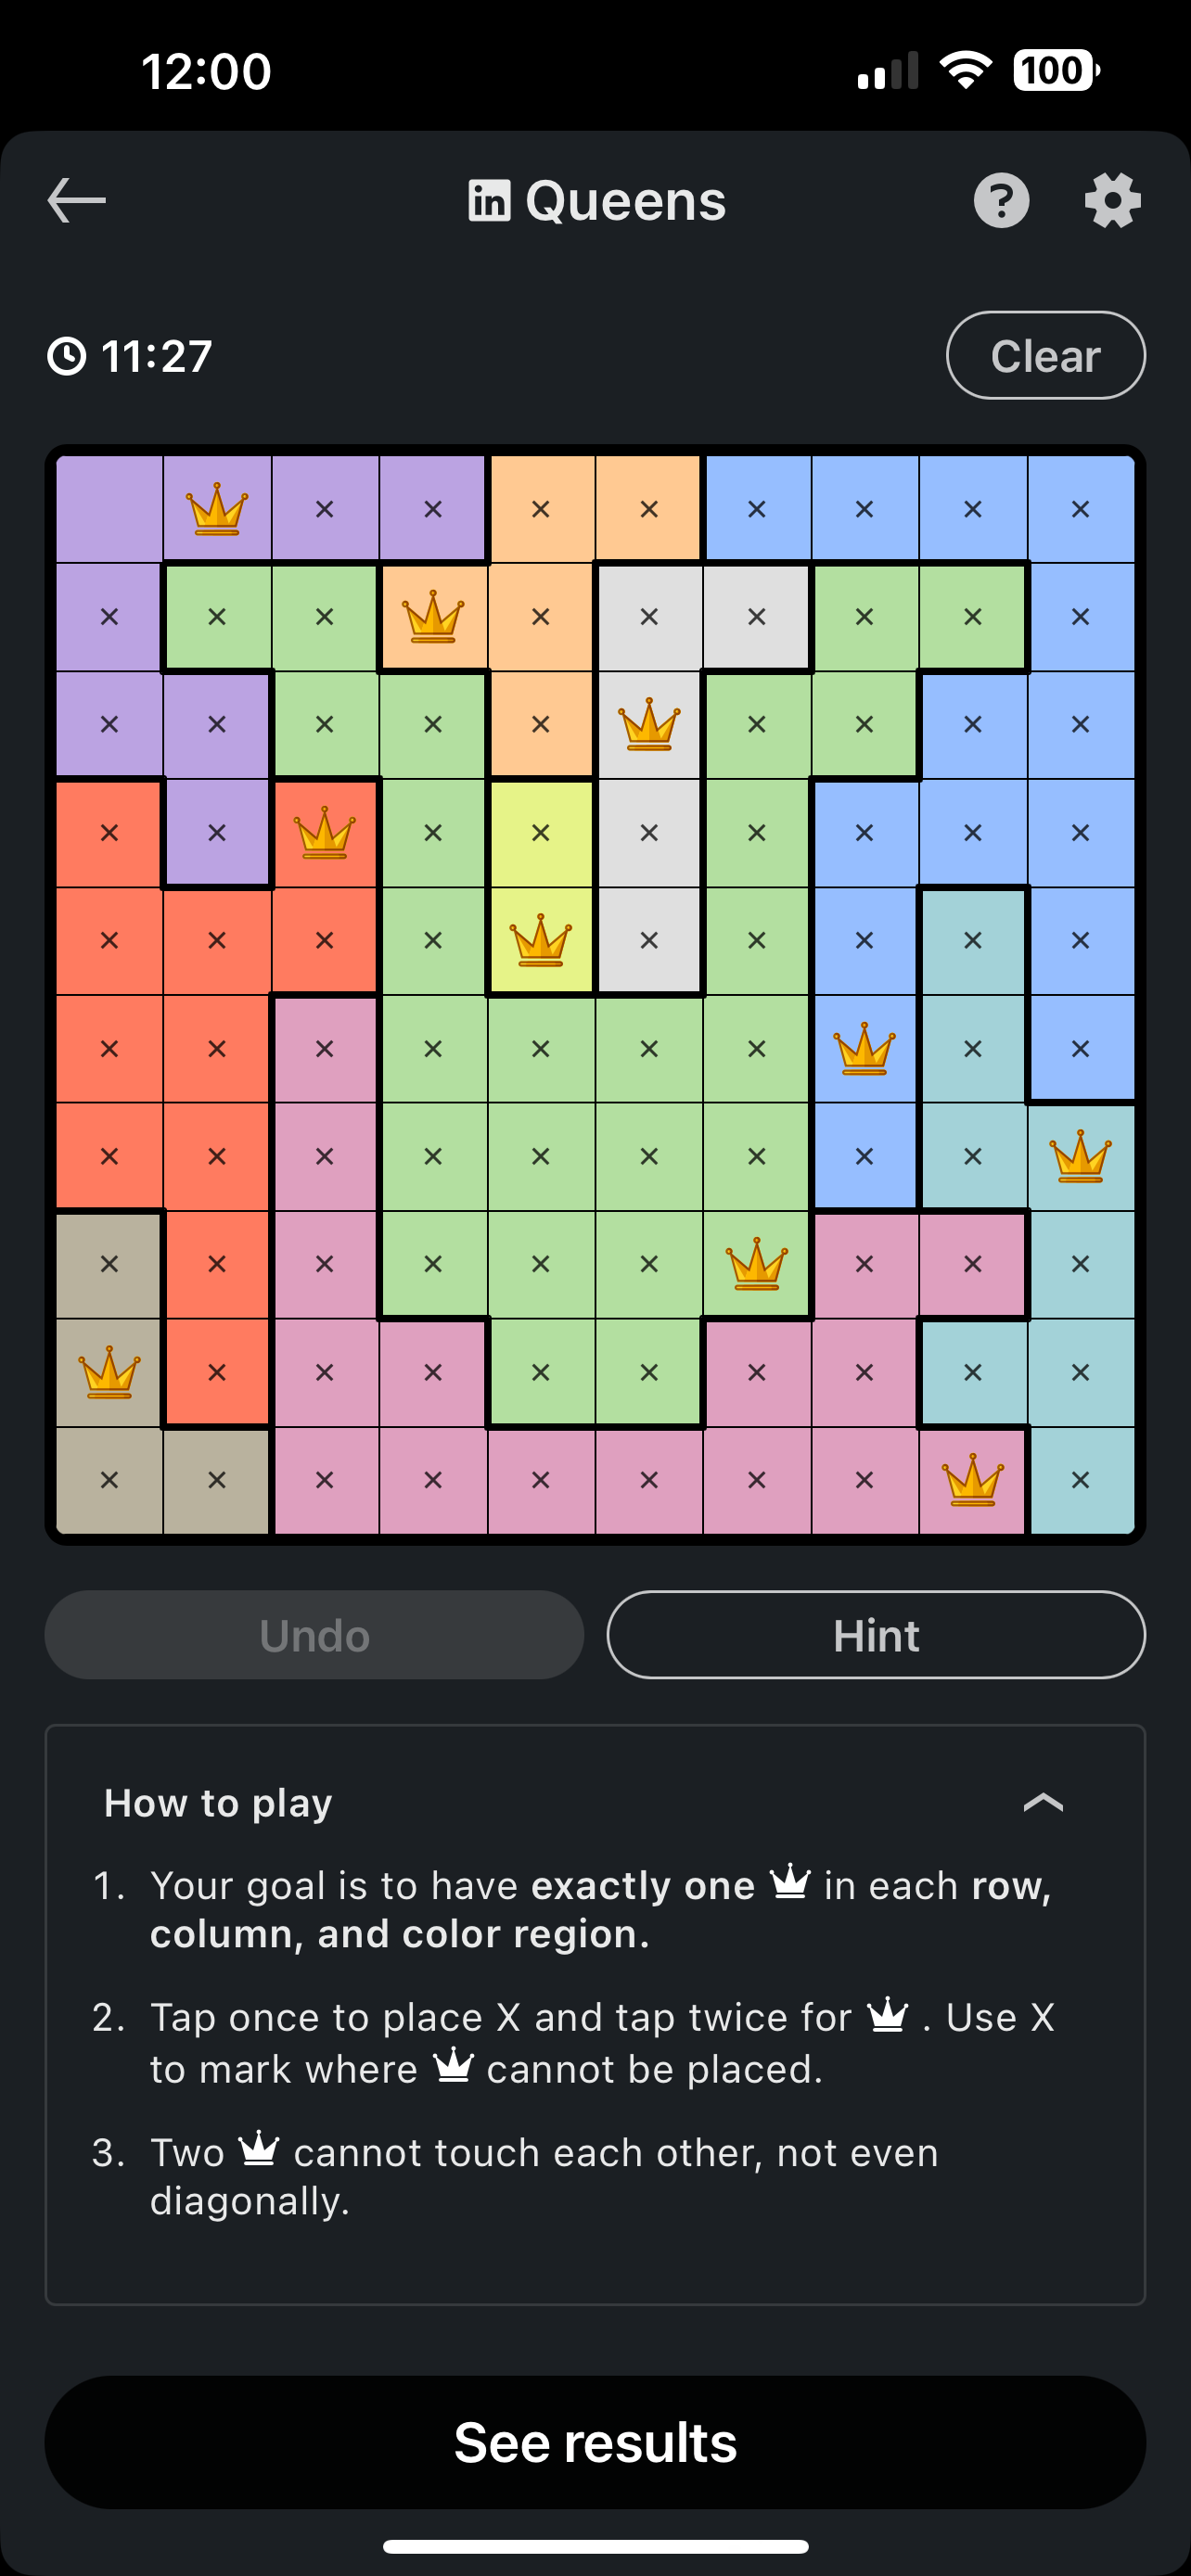 12:00
100
in Queens
?
11:27
Clear
Undo
Hint
How to play
1. Your goal is to have exactly one in each row,
column, and color region.
2. Tap once to place X and tap twice for . Use X
to mark where cannot be placed.
3. Two cannot touch each other, not even
diagonally.
See results